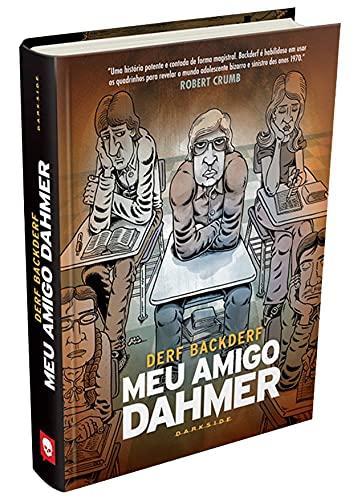 "Uma história potente e contada de forma magistral. Backderf é habilidoso em usar
os quadrinhos para revelar o mundo adolescente bizarro e sinistro dos anos 1970."
ROBERT CRUMB
DERF BACKDERF
MEU AMIGO
DAHMER
D.A.R.K.S.I.D.E.
D.A.R.K.S.I.D.E.
DERF BACKDERF
MEU AMIGO DAHMER